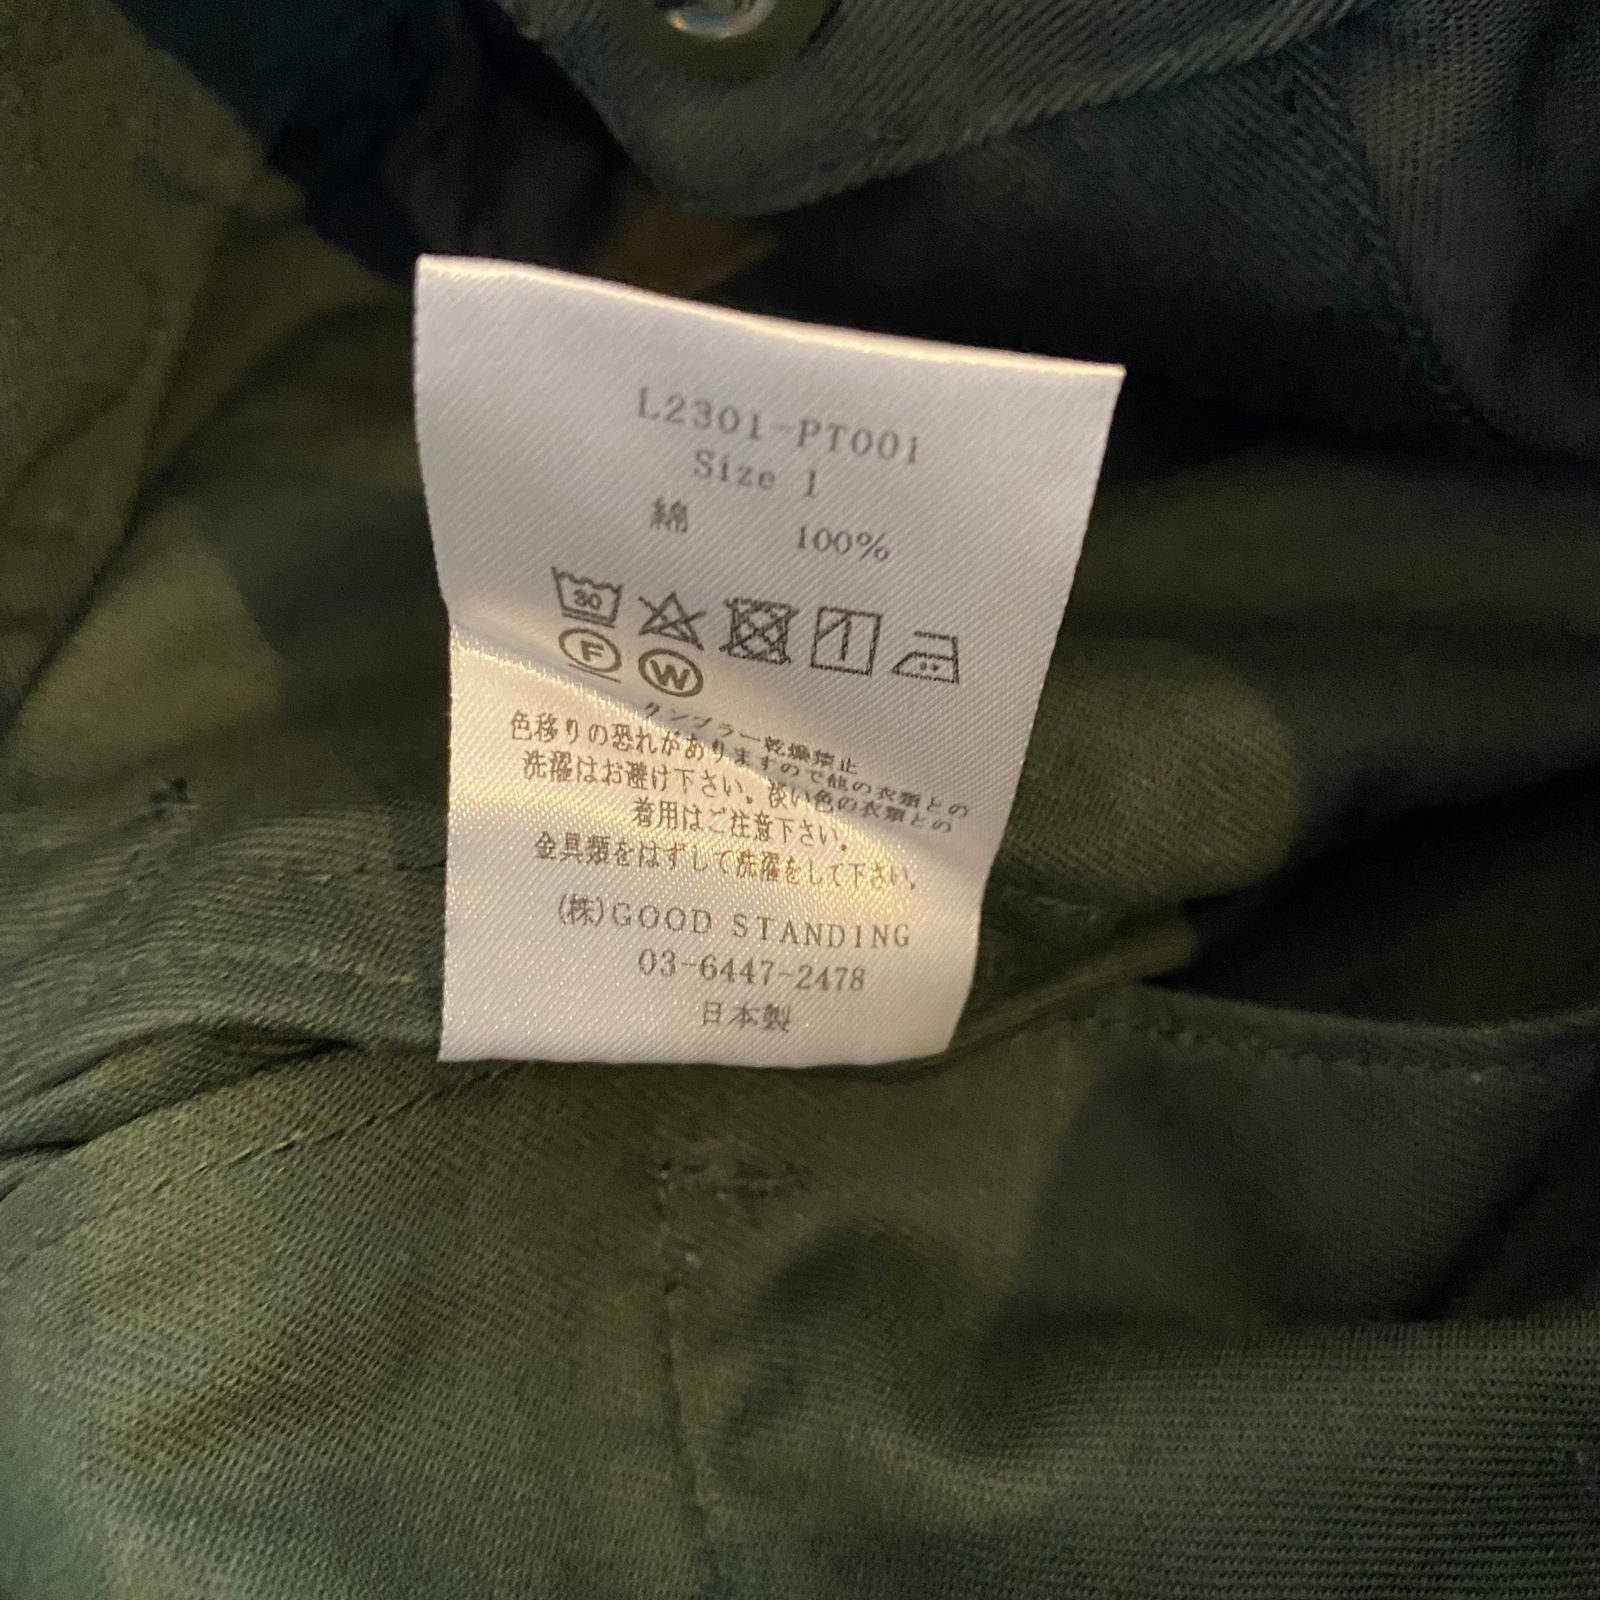 L2301-PT001
Size 1
綿 100%
30
F W
タンブラー乾燥禁止
色移りの恐れがありますので他の衣類との
洗濯はお避け下さい。淡い色の衣類との
着用はご注意下さい。
金具類をはずして洗濯をして下さい。
(株)GOOD STANDING
03-6447-2478
日本製